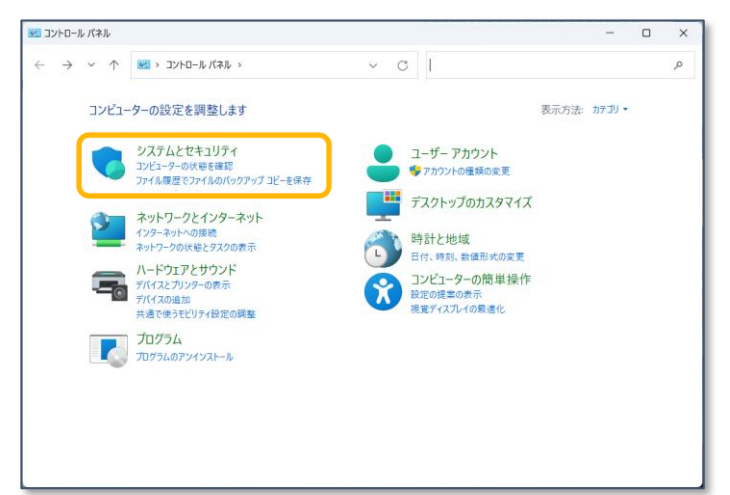 コントロール パネル
コントロール パネル
コンピューターの設定を調整します
表示方法: カテゴリ
システムとセキュリティ
コンピューターの状態を確認
ファイル履歴でファイルのバックアップ コピーを保存
ネットワークとインターネット
インターネットへの接続
ネットワークの状態とタスクの表示
ハードウェアとサウンド
デバイスとプリンターの表示
デバイスの追加
共通で使うモビリティ設定の調整
プログラム
プログラムのアンインストール
ユーザー アカウント
アカウントの種類の変更
デスクトップのカスタマイズ
時計と地域
日付、時刻、数値形式の変更
コンピューターの簡単操作
設定の提案の表示
視覚ディスプレイの最適化